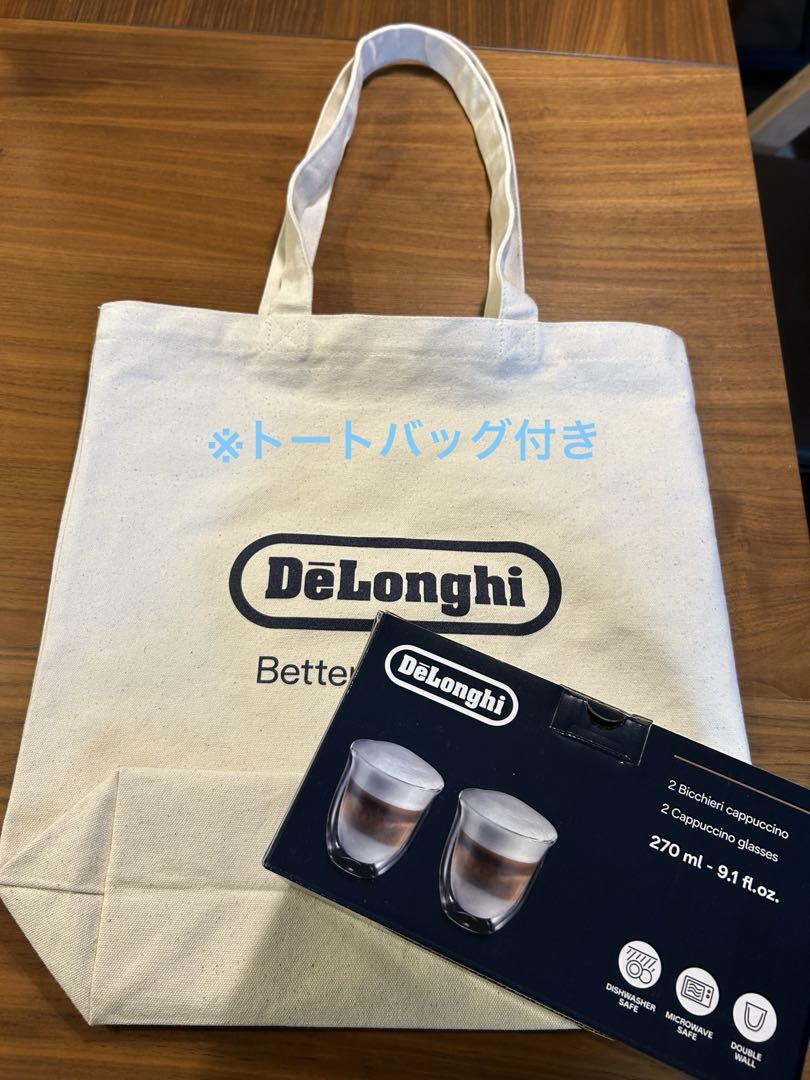 ※トートバッグ付き
DēLonghi
Better
DēLonghi
2 Bicchieri cappuccino
2 Cappuccino glasses
270 ml - 9.1 fl.oz.
DISHWASHER
SAFE
MICROWAVE
SAFE
DOUBLE
WALL